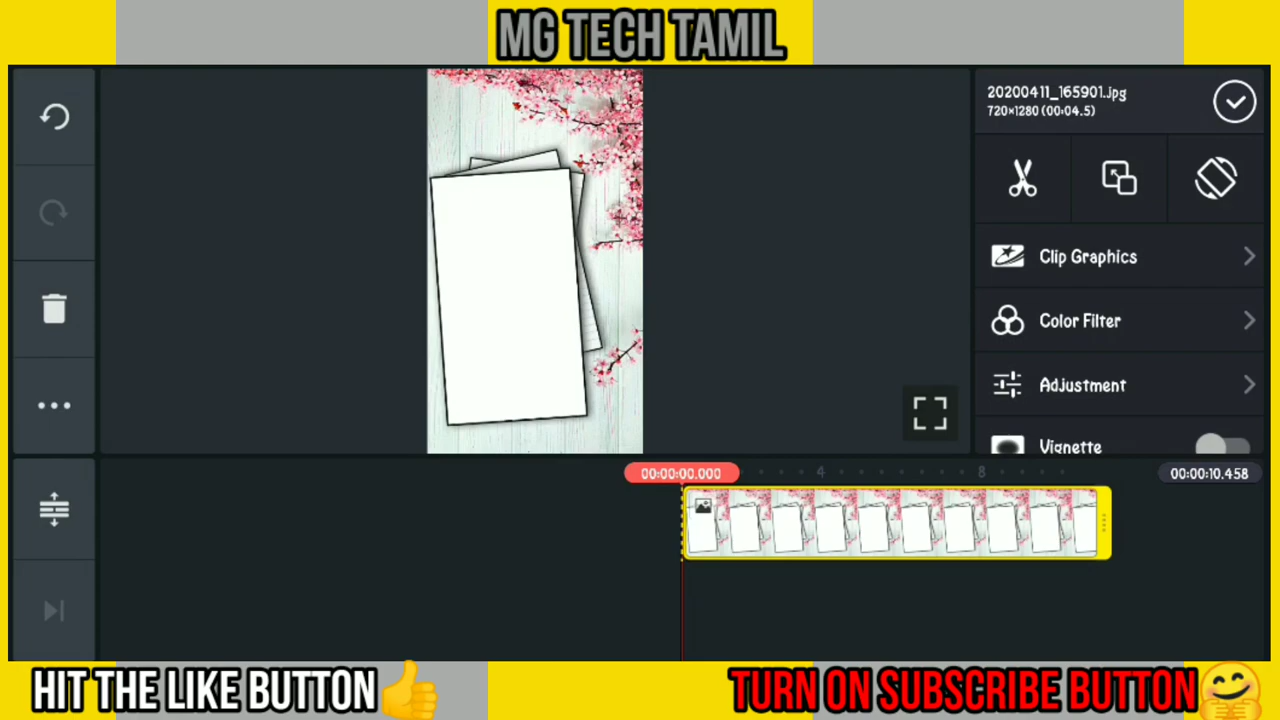 MG TECH TAMIL
20200411_165901.jpg
720×1280 (00:04.5)
Clip Graphics
Color Filter
Adjustment
Vignette
00:00:00.000
4
8
00:00:10.458
HIT THE LIKE BUTTON👍
TURN ON SUBSCRIBE BUTTON🤗